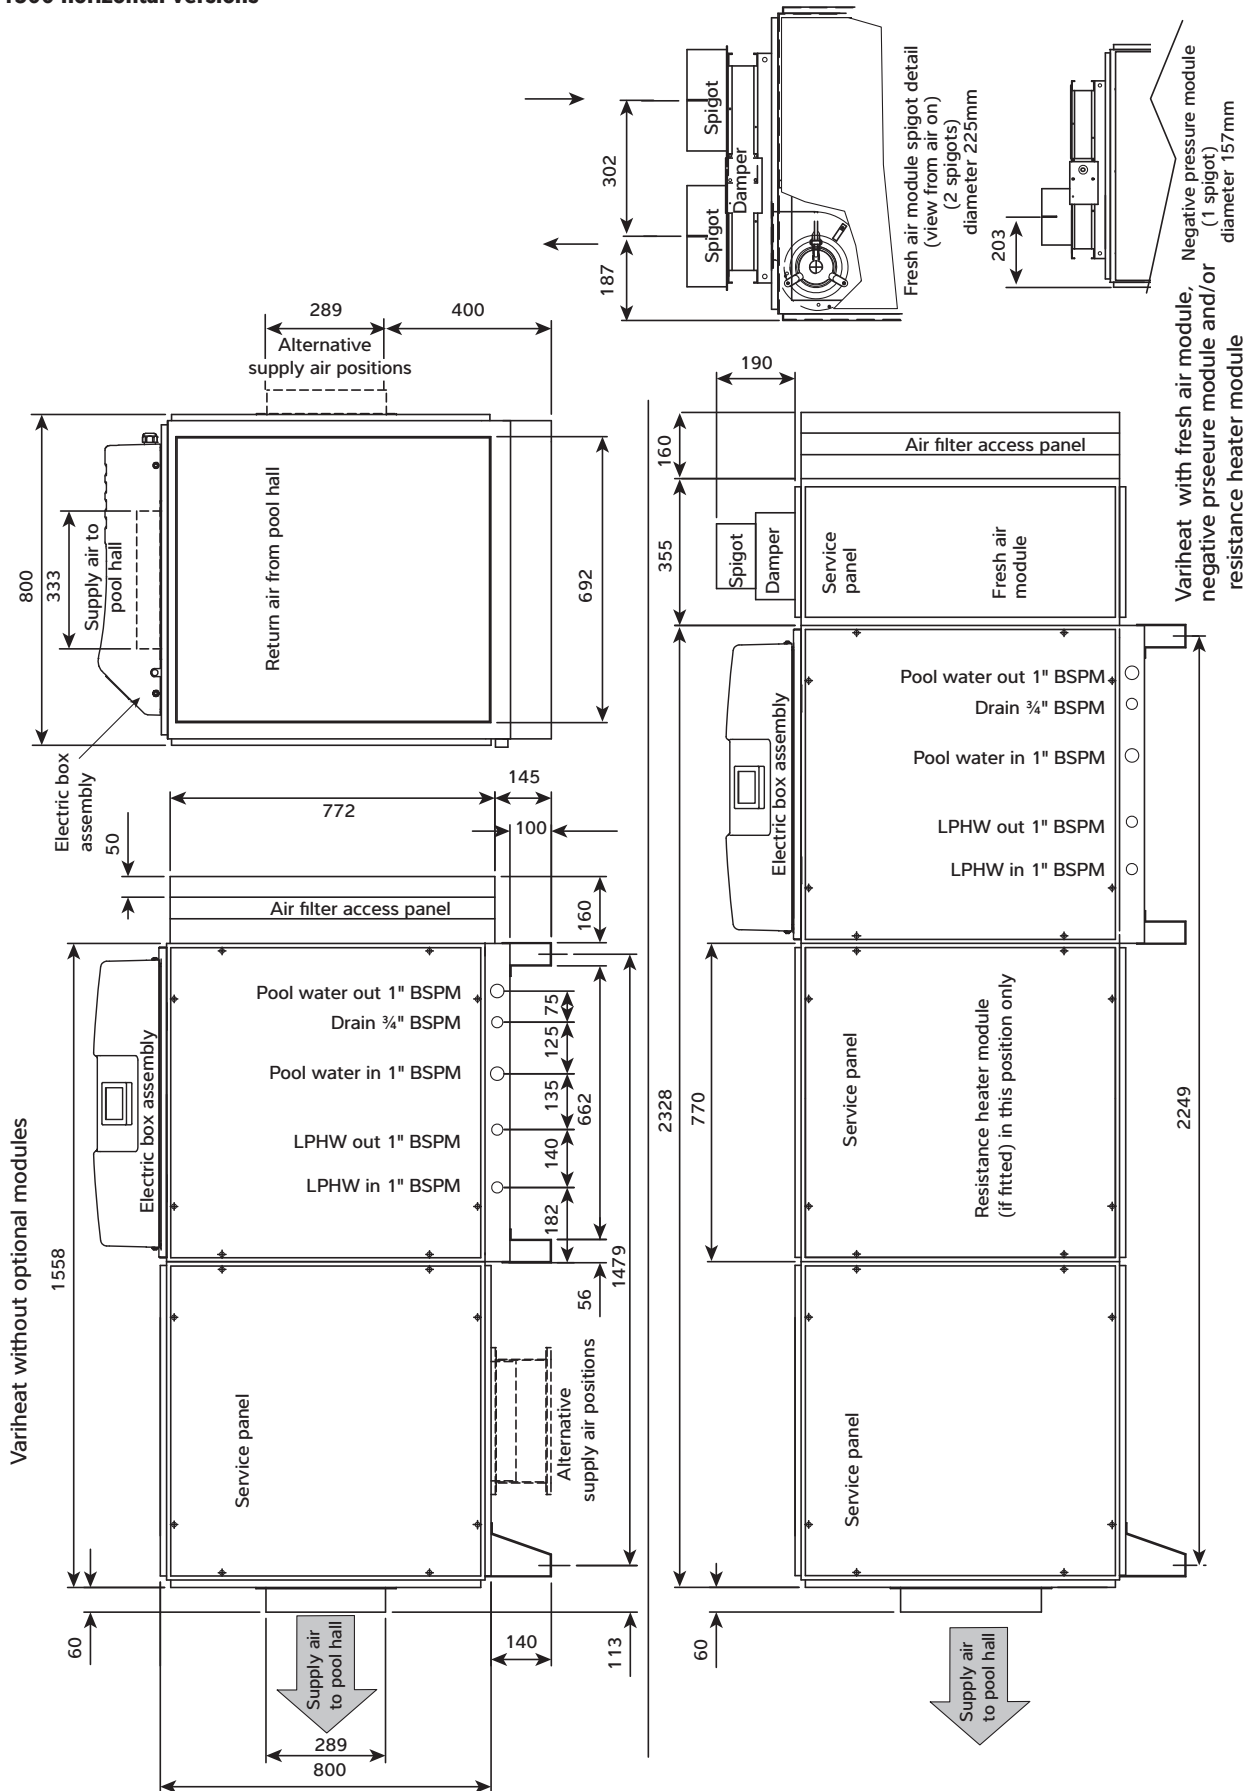 289
400
Alternative
supply air positions
800
333
Supply air to
pool hall
Return air from pool hall
692
Electric box
assembly
Spigot
Spigot
Damper
302
187
Fresh air module spigot detail
(view from air on)
(2 spigots)
diameter 225mm
203
Negative pressure module
(1 spigot)
diameter 157mm
Variheat without optional modules
50
772
145
100
160
Air filter access panel
Electric box assembly
Pool water out 1" BSPM
Drain ¾" BSPM
Pool water in 1" BSPM
LPHW out 1" BSPM
LPHW in 1" BSPM
75
125
135
140
182
662
56
1479
1558
Service panel
Alternative
supply air positions
60
140
113
Supply air
to pool hall
289
800
Variheat with fresh air module,
negative prseeure module and/or
resistance heater module
190
160
355
Air filter access panel
Spigot
Damper
Service
panel
Fresh air
module
Electric box assembly
Pool water out 1" BSPM
Drain ¾" BSPM
Pool water in 1" BSPM
LPHW out 1" BSPM
LPHW in 1" BSPM
2328
770
2249
Service panel
Resistance heater module
(if fitted) in this position only
Service panel
60
Supply air
to pool hall